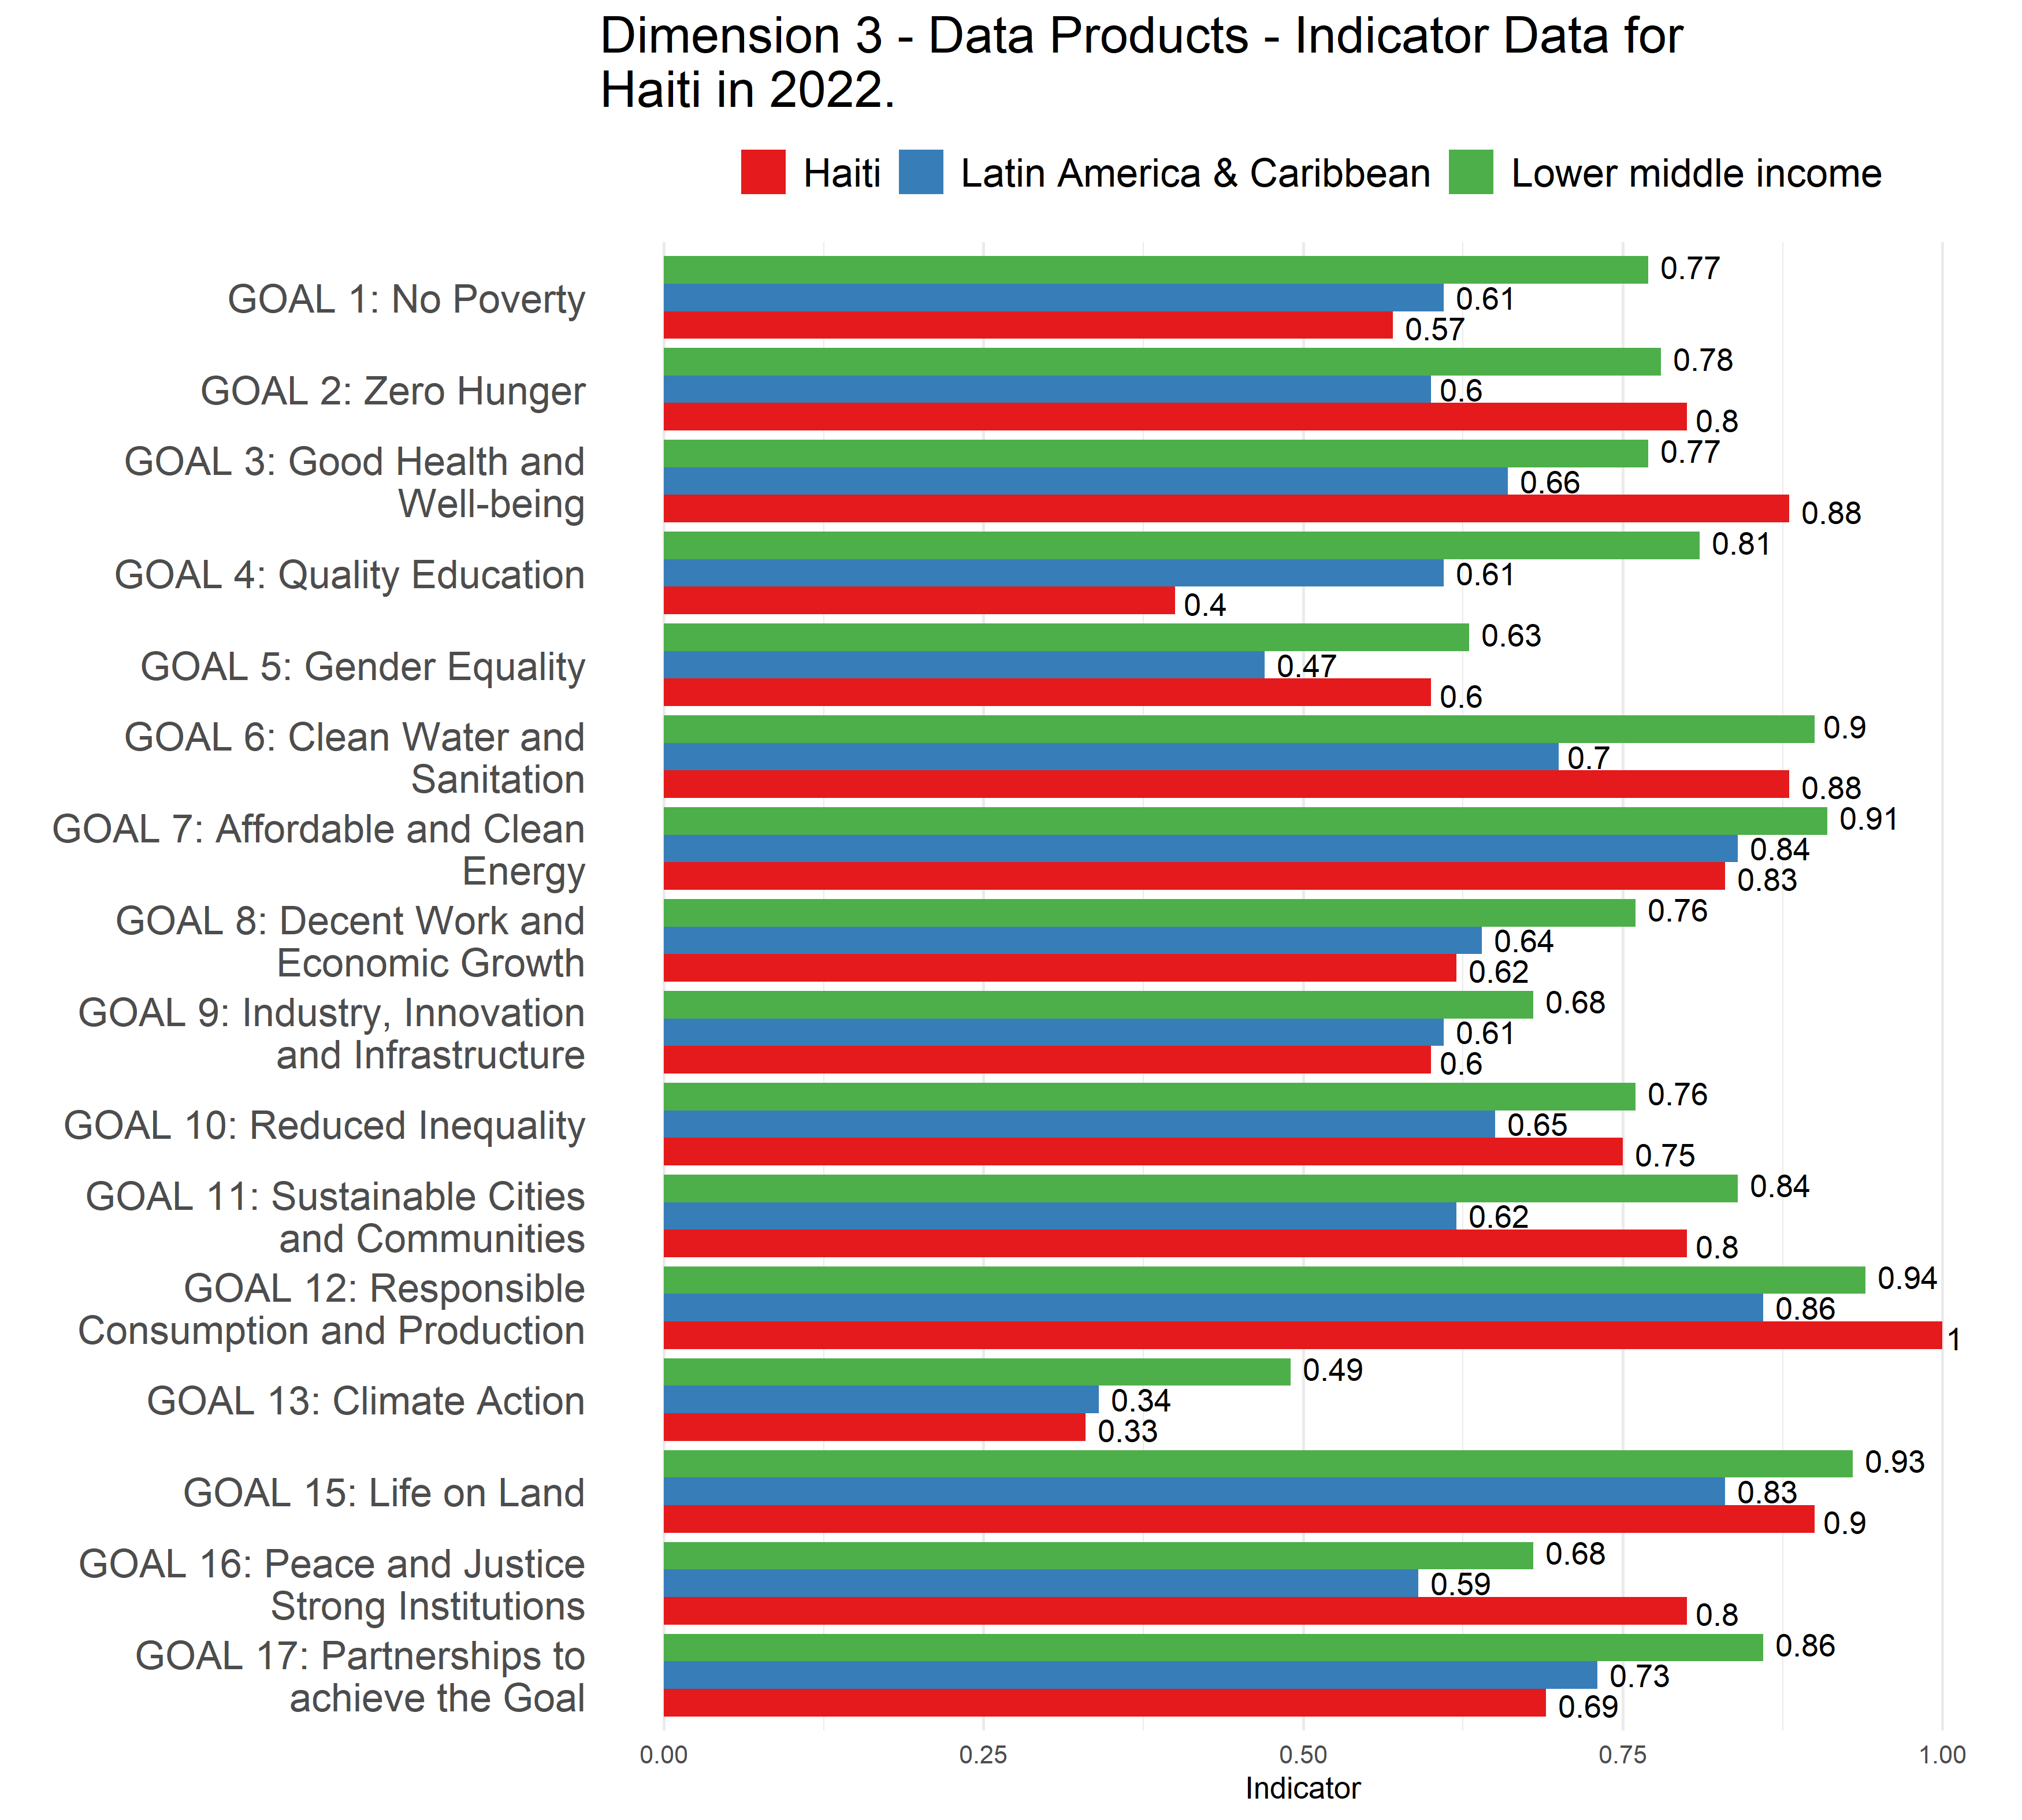 Dimension 3 - Data Products - Indicator Data for
Haiti in 2022.
Haiti
Latin America & Caribbean
Lower middle income
GOAL 1: No Poverty
0.77
0.61
0.57
GOAL 2: Zero Hunger
0.78
0.6
0.8
GOAL 3: Good Health and
Well-being
0.77
0.66
0.88
GOAL 4: Quality Education
0.81
0.61
0.4
GOAL 5: Gender Equality
0.63
0.47
0.6
GOAL 6: Clean Water and
Sanitation
0.9
0.7
0.88
GOAL 7: Affordable and Clean
Energy
0.91
0.84
0.83
GOAL 8: Decent Work and
Economic Growth
0.76
0.64
0.62
GOAL 9: Industry, Innovation
and Infrastructure
0.68
0.61
0.6
GOAL 10: Reduced Inequality
0.76
0.65
0.75
GOAL 11: Sustainable Cities
and Communities
0.84
0.62
0.8
GOAL 12: Responsible
Consumption and Production
0.94
0.86
1
GOAL 13: Climate Action
0.49
0.34
0.33
GOAL 15: Life on Land
0.93
0.83
0.9
GOAL 16: Peace and Justice
Strong Institutions
0.68
0.59
0.8
GOAL 17: Partnerships to
achieve the Goal
0.86
0.73
0.69
0.00
0.25
0.50
0.75
1.00
Indicator